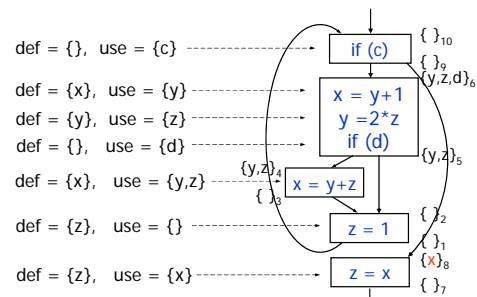 { }10
def = {}, use = {c}
if (c)
{ }9
{y,z,d}6
def = {x}, use = {y}
x = y+1
def = {y}, use = {z}
y =2*z
def = {}, use = {d}
if (d)
{y,z}5
{y,z}4
def = {x}, use = {y,z}
x = y+z
{ }3
{ }2
def = {z}, use = {}
z = 1
{ }1
{x}8
def = {z}, use = {x}
z = x
{ }7